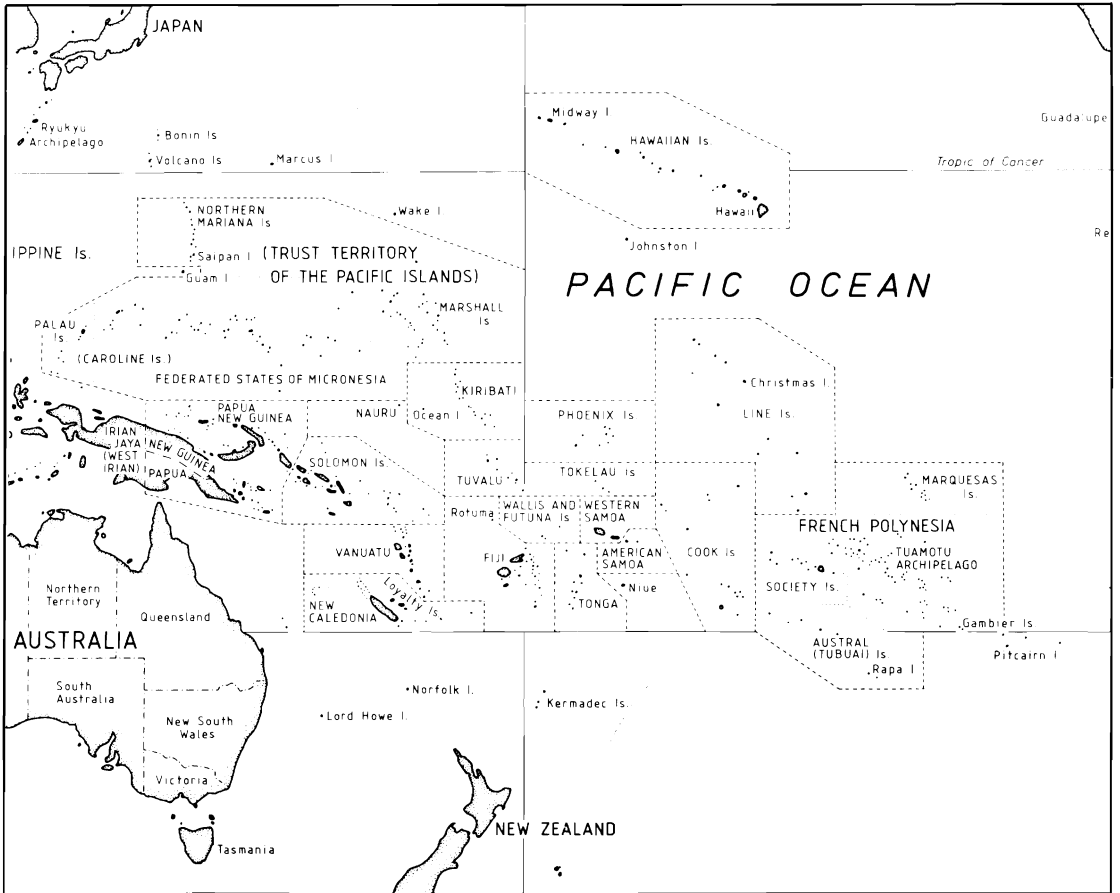 JAPAN
Ryukyu
Archipelago
Bonin Is
Volcano Is
Marcus I
Midway I
HAWAIIAN Is.
Hawaii
Guadalupe
Tropic of Cancer
Re
NORTHERN
MARIANA Is
Wake I
Johnston I
IPPINE Is.
Saipan I
(TRUST TERRITORY
OF THE PACIFIC ISLANDS)
Guam I
PACIFIC OCEAN
MARSHALL
Is
PALAU
Is.
(CAROLINE Is.)
FEDERATED STATES OF MICRONESIA
KIRIBATI
Christmas I.
PAPUA
NEW GUINEA
NAURU
Ocean I
PHOENIX Is.
LINE Is.
IRIAN
JAYA
(WEST
IRIAN)
NEW GUINEA
PAPUA
SOLOMON Is.
TUVALU
TOKELAU Is
MARQUESAS
Is.
Rotuma
WALLIS AND
FUTUNA Is
WESTERN
SAMOA
FRENCH POLYNESIA
VANUATU
FIJI
AMERICAN
SAMOA
COOK Is
TUAMOTU
ARCHIPELAGO
SOCIETY Is.
Niue
TONGA
NEW
CALEDONIA
Loyalty Is.
Northern
Territory
Queensland
Gambier Is
AUSTRALIA
AUSTRAL
(TUBUAI) Is.
Pitcairn I
Rapa I
South
Australia
Norfolk I.
Kermadec Is.
Lord Howe I.
New South
Wales
Victoria
NEW ZEALAND
Tasmania